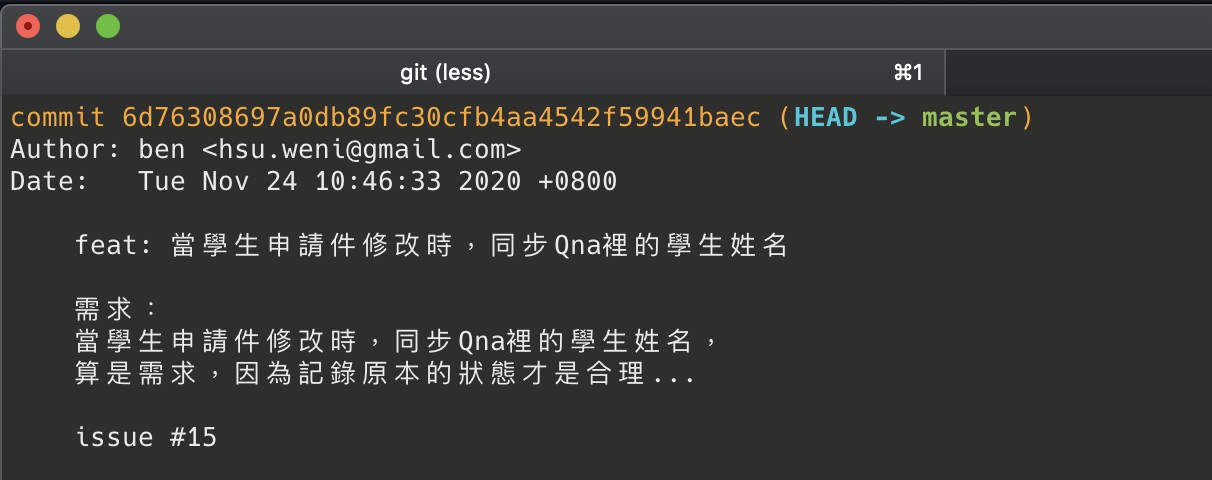 git (less)
⌘1
commit 6d76308697a0db89fc30cfb4aa4542f59941baec (HEAD -> master)
Author: ben <hsu.weni@gmail.com>
Date:   Tue Nov 24 10:46:33 2020 +0800
feat: 當學生申請件修改時，同步Qna裡的學生姓名
需求：
當學生申請件修改時，同步Qna裡的學生姓名，
算是需求，因為記錄原本的狀態才是合理...
issue #15